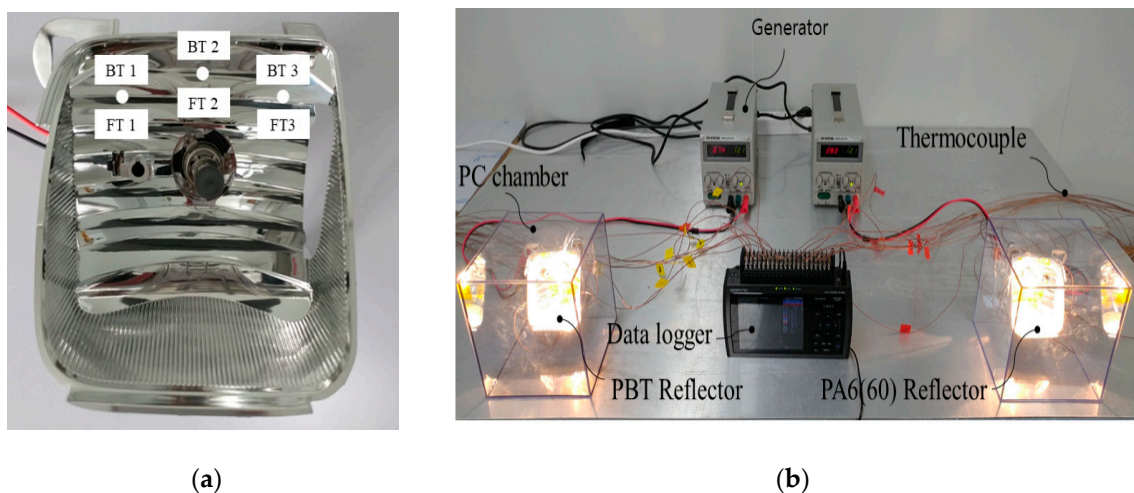 BT 2
BT 1
BT 3
FT 2
FT 1
FT3
Generator
Thermocouple
PC chamber
Data logger
PBT Reflector
PA6(60) Reflector
(a)
(b)